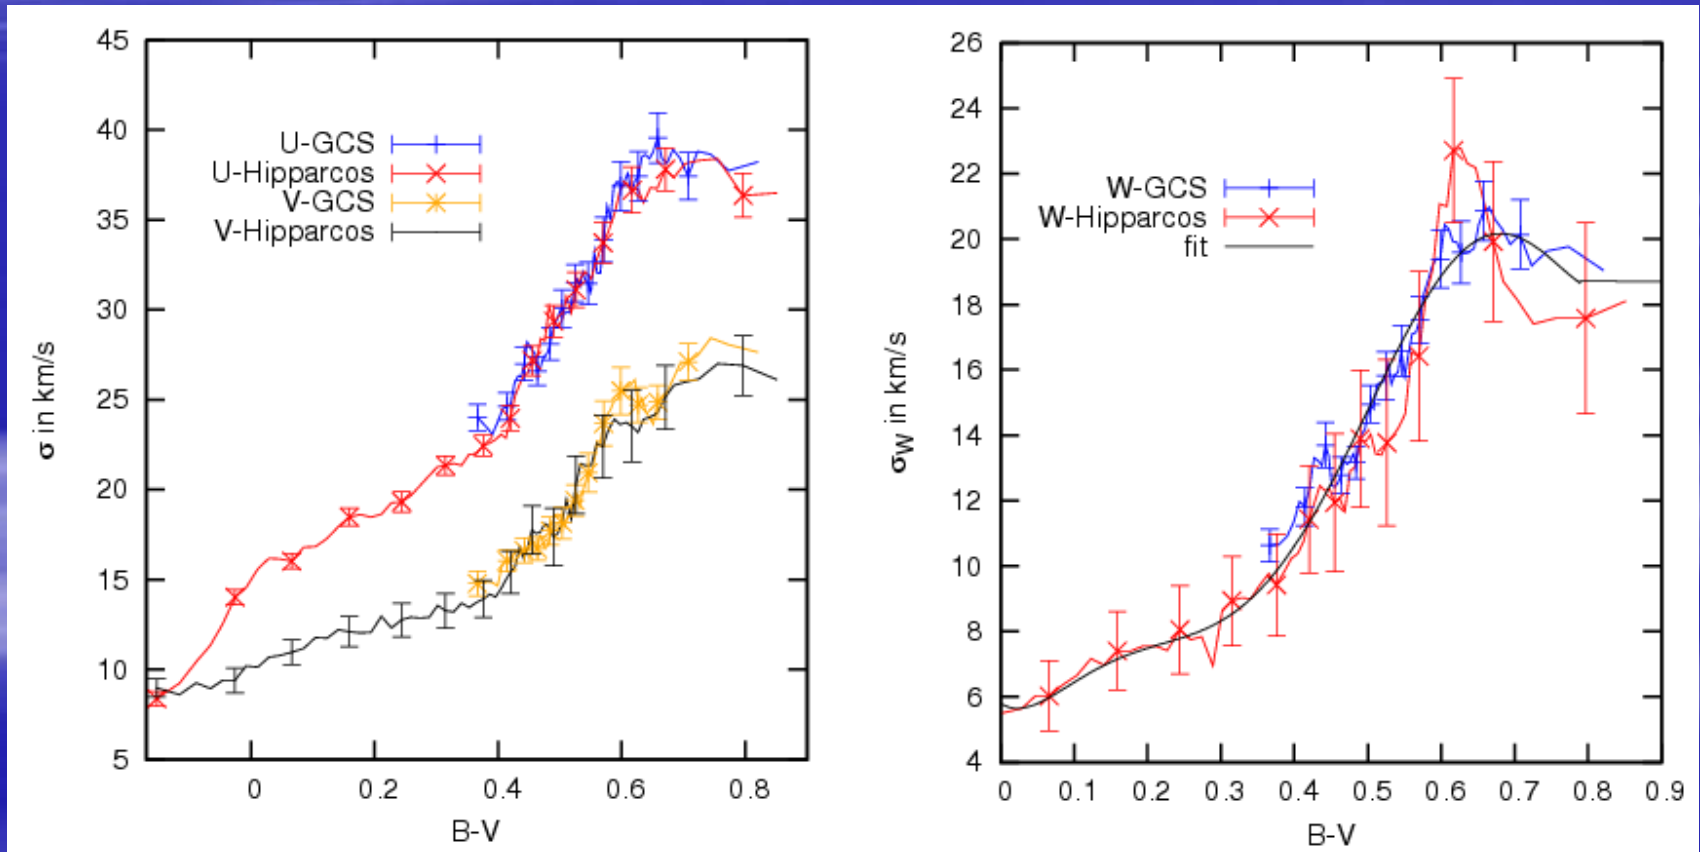 45
40
35
30
25
20
15
10
5
σ in km/s
U-GCS
U-Hipparcos
V-GCS
V-Hipparcos
0 0.2 0.4 0.6 0.8
B-V
26
24
22
20
18
16
14
12
10
8
6
4
σW in km/s
W-GCS
W-Hipparcos
fit
0 0.1 0.2 0.3 0.4 0.5 0.6 0.7 0.8 0.9
B-V